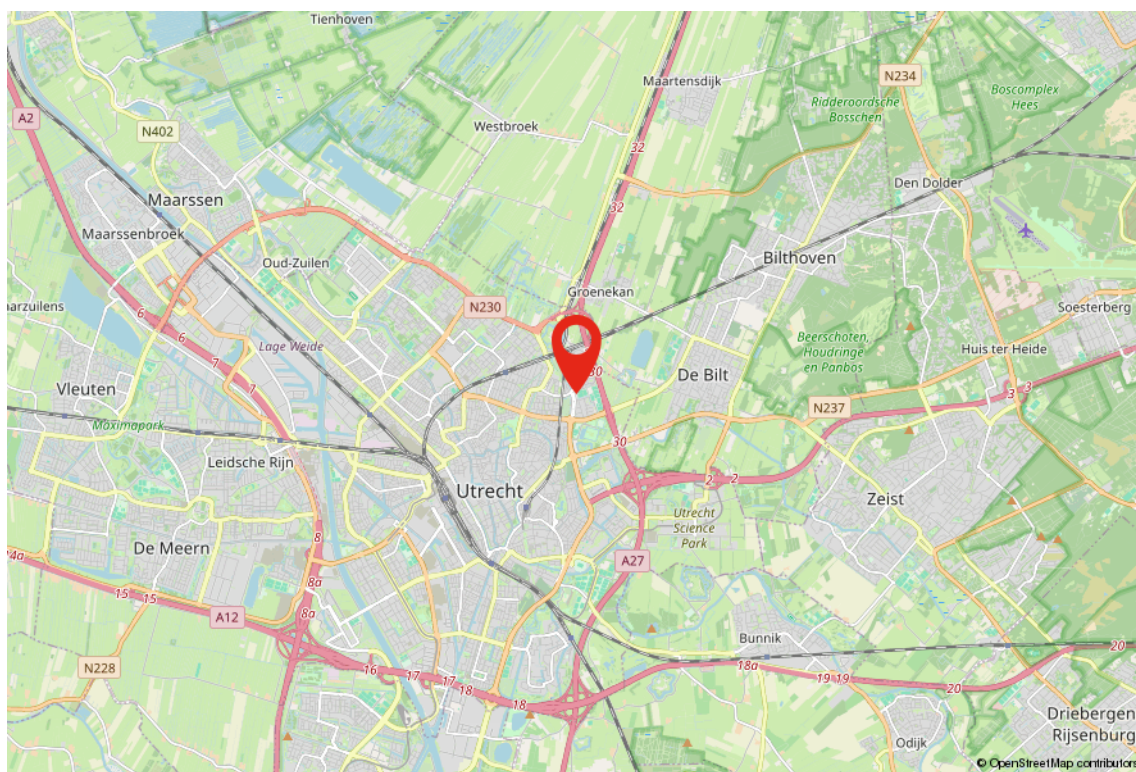 Tienhoven
Maartensdijk
N234
Boscomplex
Hees
Ridderoordsche
Bosschen
A2
N402
Westbroek
32
Den Dolder
Maarssen
32
Maarssenbroek
Oud-Zuilen
Bilthoven
Groenekan
arzuilens
N230
Soesterberg
6
6
Lage Weide
7
7
Beerschoten,
Houdringe
en Panbos
Huis ter Heide
30
De Bilt
Vleuten
3
3
N237
Maximapark
30
Leidsche Rijn
2
2
Utrecht
Zeist
Utrecht
Science
Park
8
De Meern
14a
A27
8a
15
15
8a
A12
Bunnik
20
N228
16
17
17
18
18
18a
19
19
20
Driebergen
Rijsenburg
Odijk
© OpenStreetMap contributors